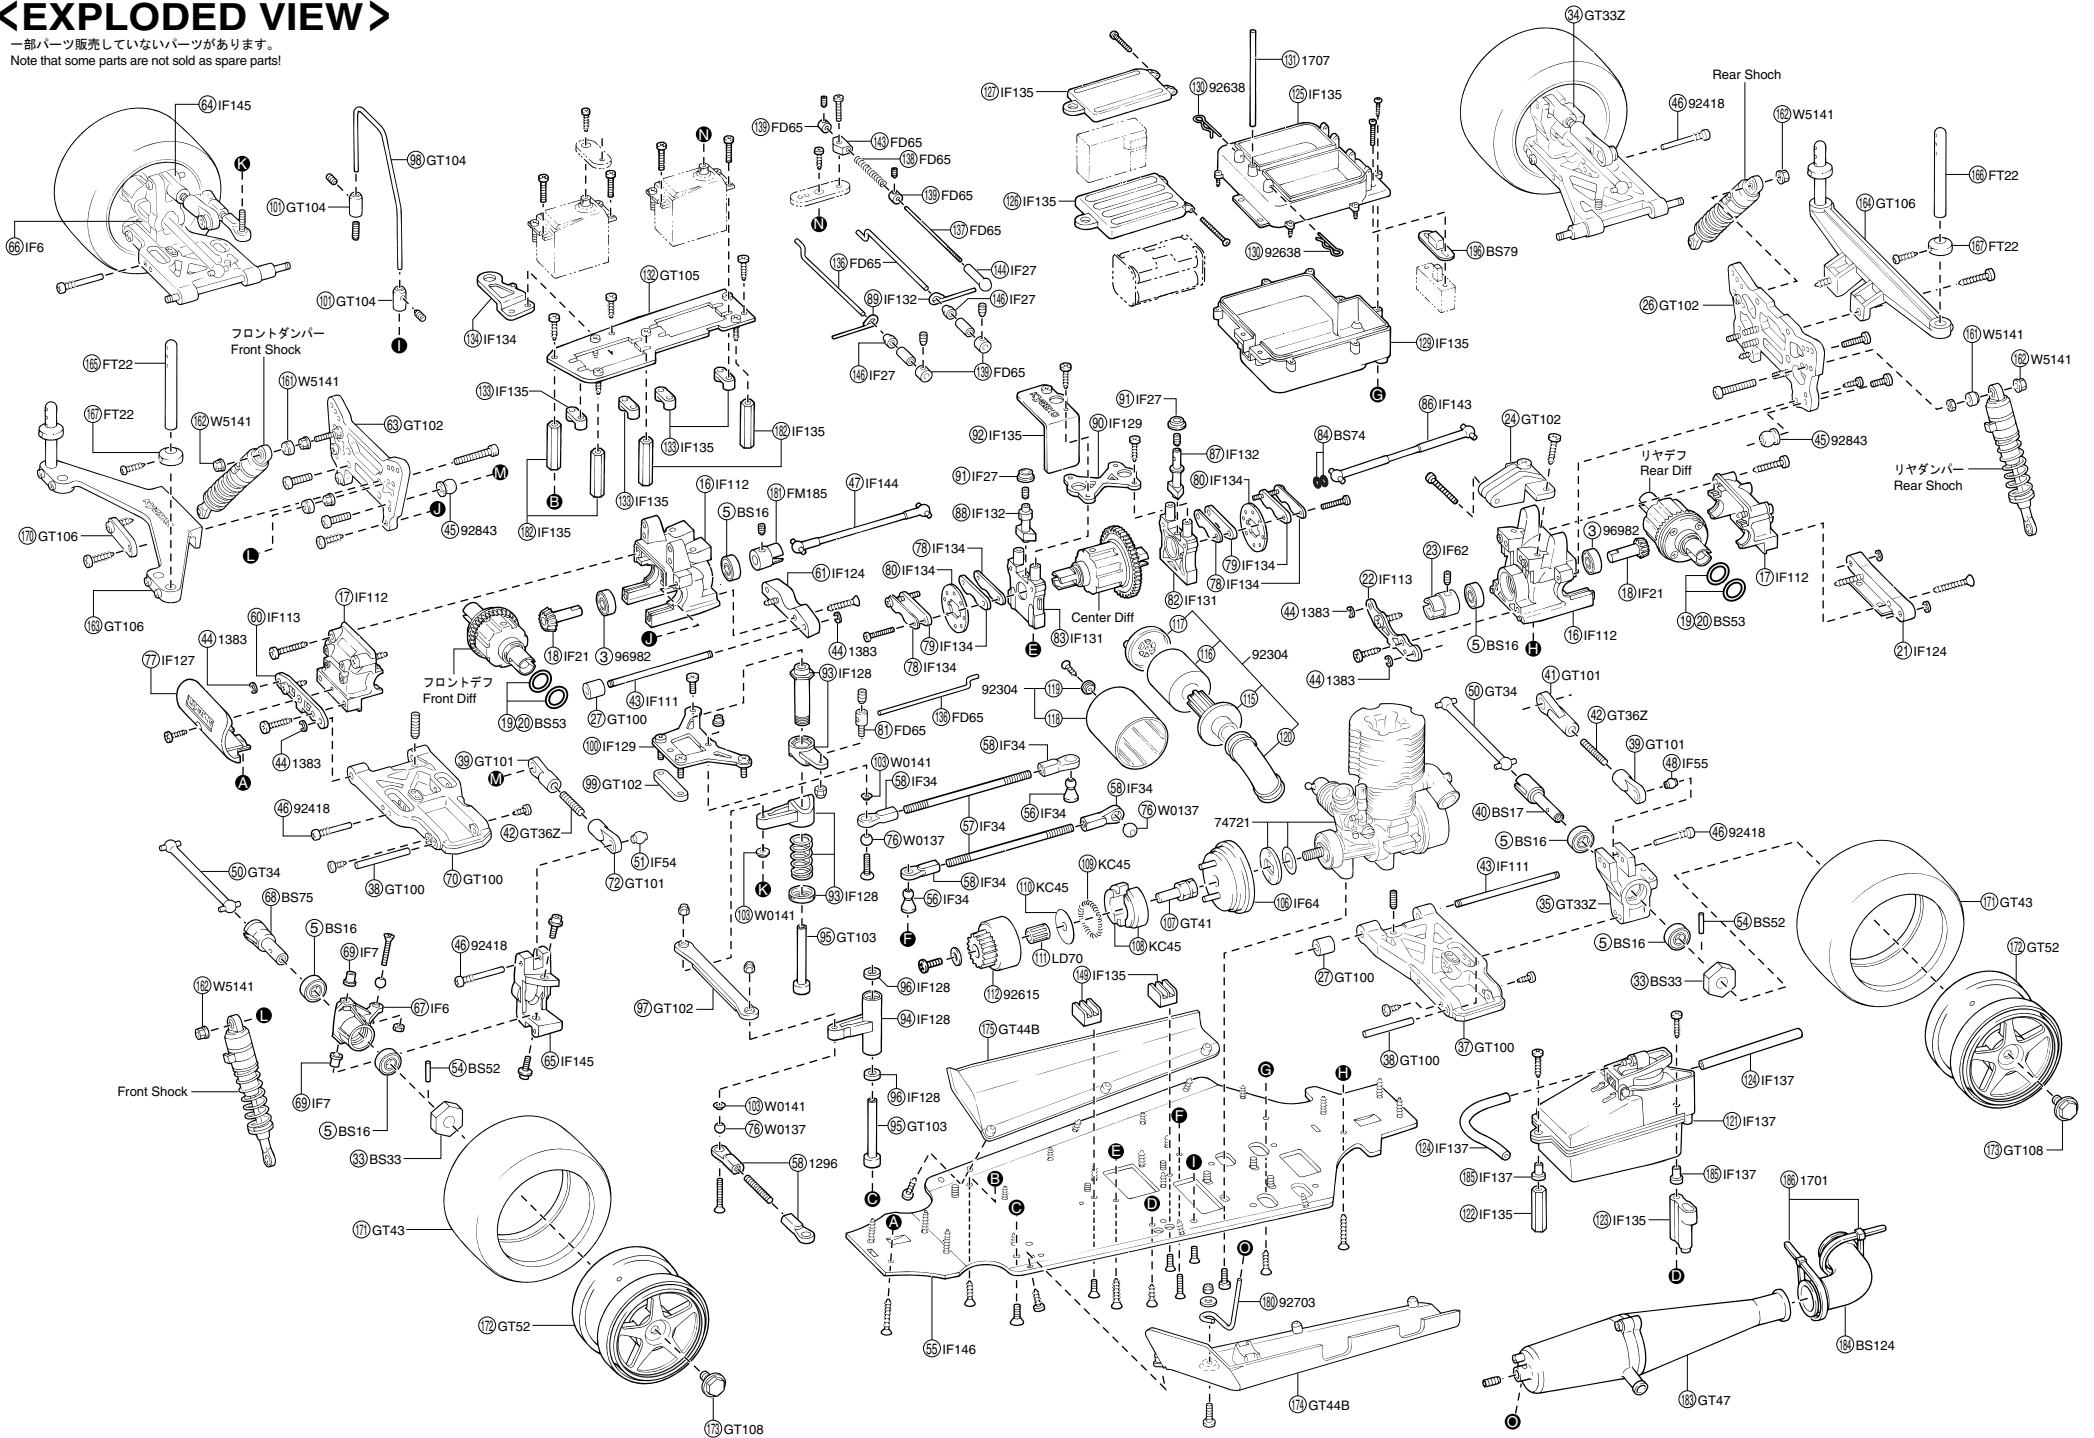 <EXPLODED VIEW>
一部パーツ販売していないパーツがあります。
Note that some parts are not sold as spare parts!
64 IF145
K
98 GT104
101 GT104
66 IF6
101 GT104
I
フロントダンパー
Front Shock
165 FT22
161 W5141
167 FT22
162 W5141
63 GT102
M
J
45 92843
170 GT106
L
163 GT106
N
139 FD65
143 FD65
138 FD65
139 FD65
N
137 FD65
136 FD65
144 IF27
89 IF132
146 IF27
132 GT105
134 IF134
146 IF27
139 FD65
133 IF135
133 IF135
182 IF135
B
133 IF135
182 IF135
127 IF135
131 1707
130 92638
125 IF135
126 IF135
130 92638
196 BS79
129 IF135
G
34 GT33Z
Rear Shoch
46 92418
162 W5141
166 FT22
164 GT106
167 FT22
26 GT102
161 W5141
162 W5141
45 92843
リヤダンパー
Rear Shoch
86 IF143
24 GT102
84 BS74
91 IF27
90 IF129
92 IF135
KYOSHO
87 IF132
91 IF27
88 IF132
80 IF134
79 IF134
78 IF134
82 IF131
Center Diff
83 IF131
E
78 IF134
80 IF134
79 IF134
78 IF134
リヤデフ
Rear Diff
3 96982
23 IF62
22 IF113
18 IF21
17 IF112
44 1383
19 20 BS53
5 BS16
16 IF112
H
21 IF124
44 1383
16 IF112
181 FM185
47 IF144
5 BS16
61 IF124
J
44 1383
17 IF112
60 IF113
44 1383
77 IF127
18 IF21
3 96982
フロントデフ
Front Diff
19 20 BS53
43 IF111
27 GT100
44 1383
A
93 IF128
136 FD65
81 FD65
100 IF129
99 GT102
39 GT101
M
46 92418
42 GT36Z
51 IF54
72 GT101
38 GT100
70 GT100
58 IF34
103 W0141
58 IF34
56 IF34
57 IF34
58 IF34
76 W0137
76 W0137
58 IF34
56 IF34
F
K
103 W0141
93 IF128
95 GT103
117
116
92304
115
92304
119
118
120
74721
109 KC45
110 KC45
106 IF64
107 GT41
108 KC45
111 LD70
112 92615
149 IF135
50 GT34
41 GT101
42 GT36Z
39 GT101
48 IF55
40 BS17
5 BS16
46 92418
43 IF111
35 GT33Z
54 BS52
5 BS16
171 GT43
33 BS33
172 GT52
27 GT100
38 GT100
37 GT100
173 GT108
50 GT34
68 BS75
5 BS16
69 IF7
46 92418
162 W5141
L
67 IF6
Front Shock
69 IF7
65 IF145
54 BS52
5 BS16
33 BS33
97 GT102
96 IF128
94 IF128
96 IF128
103 W0141
76 W0137
95 GT103
58 1296
C
175 GT44B
G
H
F
E
I
B
D
C
A
O
171 GT43
172 GT52
173 GT108
55 IF146
180 92703
174 GT44B
124 IF137
121 IF137
124 IF137
185 IF137
185 IF137
122 IF135
123 IF135
D
186 1701
184 BS124
183 GT47
O